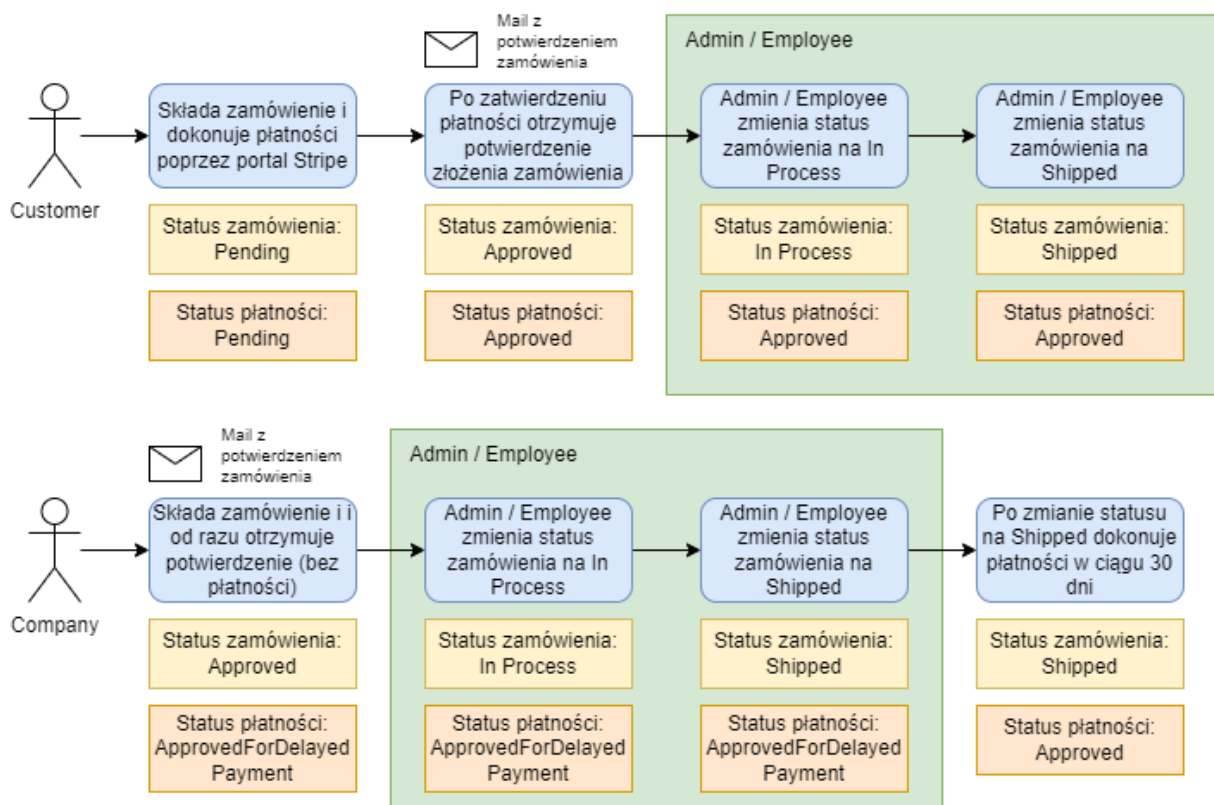 Mail z
potwierdzeniem
zamówienia
Admin / Employee
Składa zamówienie i
dokonuje płatności
poprzez portal Stripe
Po zatwierdzeniu
płatności otrzymuje
potwierdzenie
złożenia zamówienia
Admin / Employee
zmienia status
zamówienia na In
Process
Admin / Employee
zmienia status
zamówienia na
Shipped
Customer
Status zamówienia:
Pending
Status zamówienia:
Approved
Status zamówienia:
In Process
Status zamówienia:
Shipped
Status płatności:
Pending
Status płatności:
Approved
Status płatności:
Approved
Status płatności:
Approved
Mail z
potwierdzeniem
zamówienia
Admin / Employee
Składa zamówienie i i
od razu otrzymuje
potwierdzenie (bez
płatności)
Admin / Employee
zmienia status
zamówienia na In
Process
Admin / Employee
zmienia status
zamówienia na
Shipped
Po zmianie statusu
na Shipped dokonuje
płatności w ciągu 30
dni
Company
Status zamówienia:
Approved
Status zamówienia:
In Process
Status zamówienia:
Shipped
Status zamówienia:
Shipped
Status płatności:
ApprovedForDelayed
Payment
Status płatności:
ApprovedForDelayed
Payment
Status płatności:
ApprovedForDelayed
Payment
Status płatności:
Approved